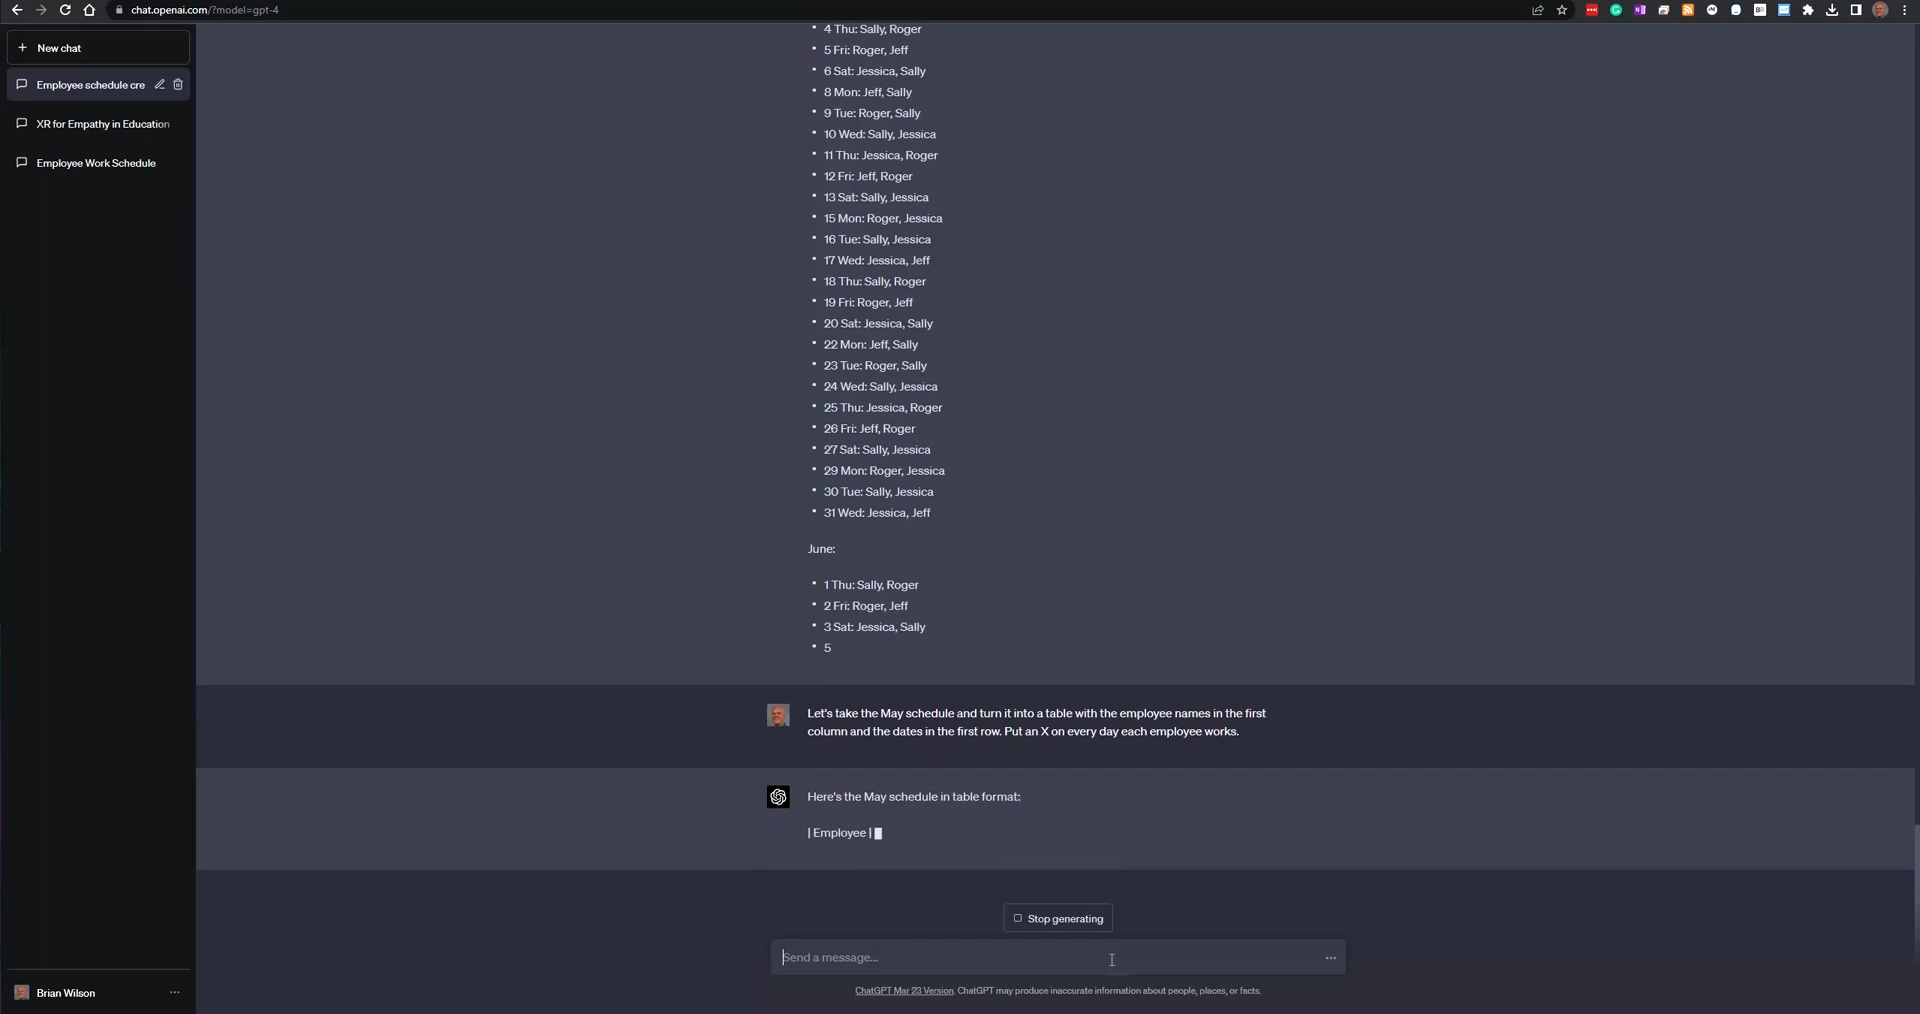 chat.openai.com/?model=gpt-4
New chat
Employee schedule cre
XR for Empathy in Education
Employee Work Schedule
4 Thu: Sally, Roger
5 Fri: Roger, Jeff
6 Sat: Jessica, Sally
8 Mon: Jeff, Sally
9 Tue: Roger, Sally
10 Wed: Sally, Jessica
11 Thu: Jessica, Roger
12 Fri: Jeff, Roger
13 Sat: Sally, Jessica
15 Mon: Roger, Jessica
16 Tue: Sally, Jessica
17 Wed: Jessica, Jeff
18 Thu: Sally, Roger
19 Fri: Roger, Jeff
20 Sat: Jessica, Sally
22 Mon: Jeff, Sally
23 Tue: Roger, Sally
24 Wed: Sally, Jessica
25 Thu: Jessica, Roger
26 Fri: Jeff, Roger
27 Sat: Sally, Jessica
29 Mon: Roger, Jessica
30 Tue: Sally, Jessica
31 Wed: Jessica, Jeff
June:
1 Thu: Sally, Roger
2 Fri: Roger, Jeff
3 Sat: Jessica, Sally
5
Let's take the May schedule and turn it into a table with the employee names in the first
column and the dates in the first row. Put an X on every day each employee works.
Here's the May schedule in table format:
| Employee |
Stop generating
Send a message...
ChatGPT Mar 23 Version. ChatGPT may produce inaccurate information about people, places, or facts.
Brian Wilson